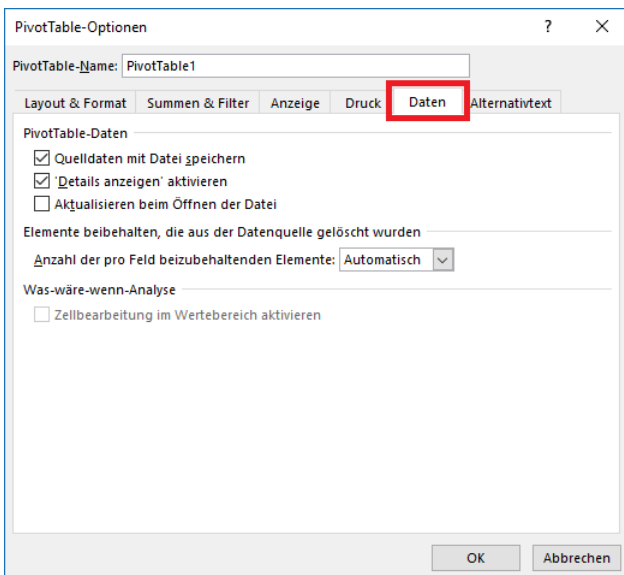 PivotTable-Optionen ?
PivotTable-Name: PivotTable1
Layout & Format Summen & Filter Anzeige Druck Daten Alternativtext
PivotTable-Daten
Quelldaten mit Datei speichern
'Details anzeigen' aktivieren
Aktualisieren beim Öffnen der Datei
Elemente beibehalten, die aus der Datenquelle gelöscht wurden
Anzahl der pro Feld beizubehaltenden Elemente: Automatisch
Was-wäre-wenn-Analyse
Zellbearbeitung im Wertebereich aktivieren
OK Abbrechen